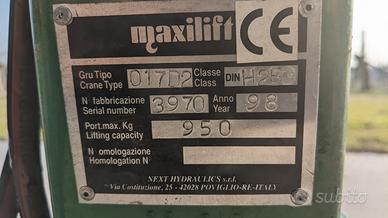 maxilift CE
Gru Tipo 017D2 Classe DIN
Crane Type Class
N fabbricazione 3970 Anno 98
Serial number Year
Port.max. Kg 950
Lifting capacity
N omologazione
Homologation N
NEXT HYDRAULICS s.r.l.
Via Costituzione, 25 - 42028 POVIGLIO-RE-ITALY
subito